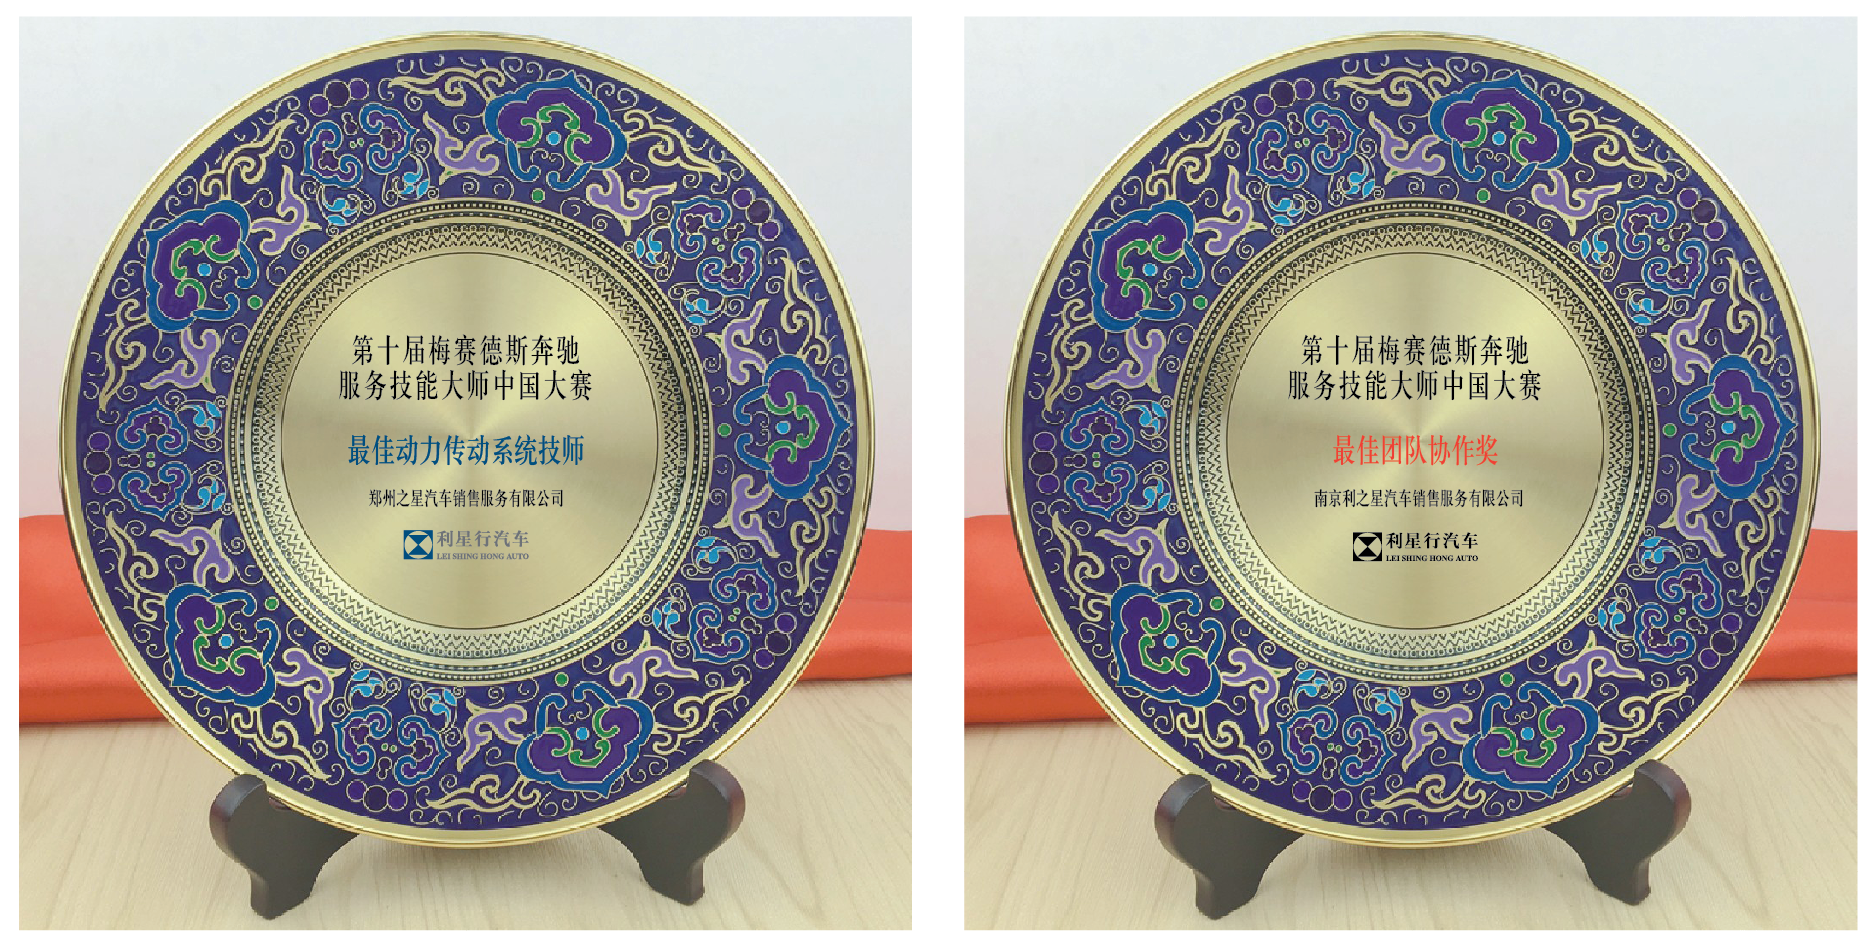 第十届梅赛德斯奔驰
服务技能大师中国大赛
最佳动力传动系统技师
郑州之星汽车销售服务有限公司
利星行汽车
LEI SHING HONG AUTO
第十届梅赛德斯奔驰
服务技能大师中国大赛
最佳团队协作奖
南京利之星汽车销售服务有限公司
利星行汽车
LEI SHING HONG AUTO